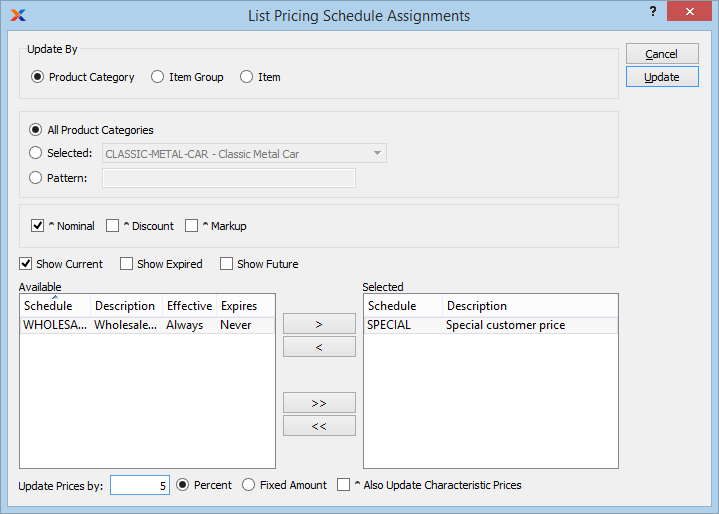 List Pricing Schedule Assignments
?
x
Update By
Product Category Item Group Item
Cancel
Update
All Product Categories
Selected: CLASSIC-METAL-CAR - Classic Metal Car
Pattern:
^ Nominal ^ Discount ^ Markup
Show Current Show Expired Show Future
Available
Schedule Description Effective Expires
WHOLESA... Wholesale... Always Never
>
<
>>
<<
Selected
Schedule Description
SPECIAL Special customer price
Update Prices by: 5 Percent Fixed Amount ^ Also Update Characteristic Prices